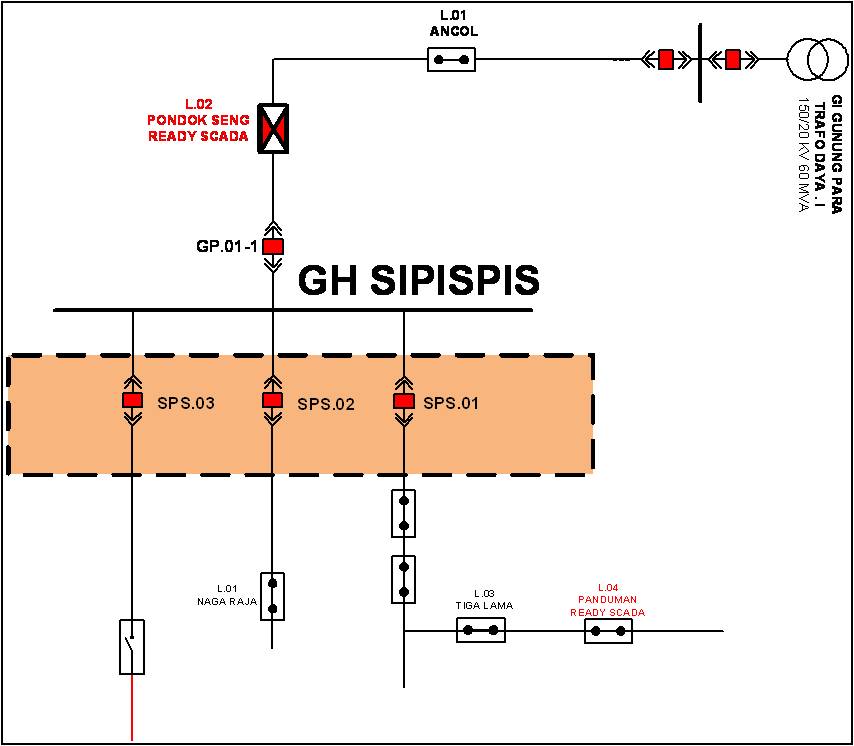 L.01
ANCOL
GI GUNUNG PARA
TRAFO DAYA . I
150/20 KV 60 MVA
L.02
PONDOK SENG
READY SCADA
GP.01-1
GH SIPISPIS
SPS.03
SPS.02
SPS.01
L.01
NAGA RAJA
L.03
TIGA LAMA
L.04
PANDUMAN
READY SCADA